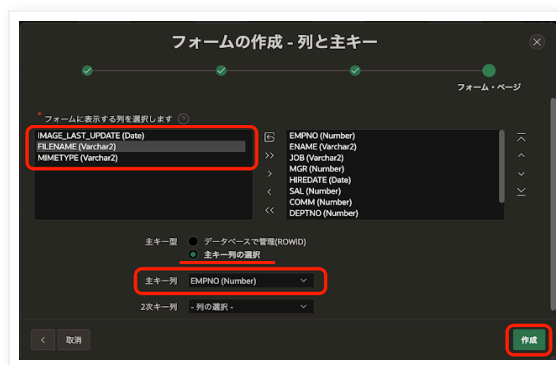 フォームの作成 - 列と主キー
フォーム・ページ
* フォームに表示する列を選択します
IMAGE_LAST_UPDATE (Date)
FILENAME (Varchar2)
MIMETYPE (Varchar2)
EMPNO (Number)
ENAME (Varchar2)
JOB (Varchar2)
MGR (Number)
HIREDATE (Date)
SAL (Number)
COMM (Number)
DEPTNO (Number)
主キー型
データベースで管理(ROWID)
主キー列の選択
主キー列 EMPNO (Number)
2次キー列 - 列の選択 -
取消
作成